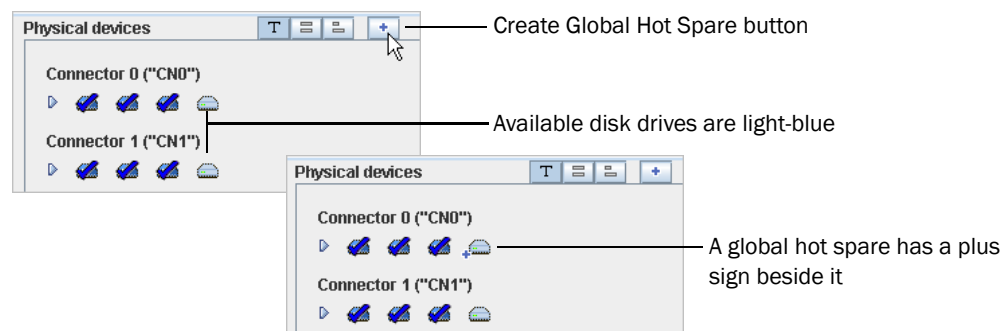 Physical devices
T
Create Global Hot Spare button
Connector 0 ("CN0")
Available disk drives are light-blue
Connector 1 ("CN1")
Physical devices
T
Connector 0 ("CN0")
A global hot spare has a plus
sign beside it
Connector 1 ("CN1")